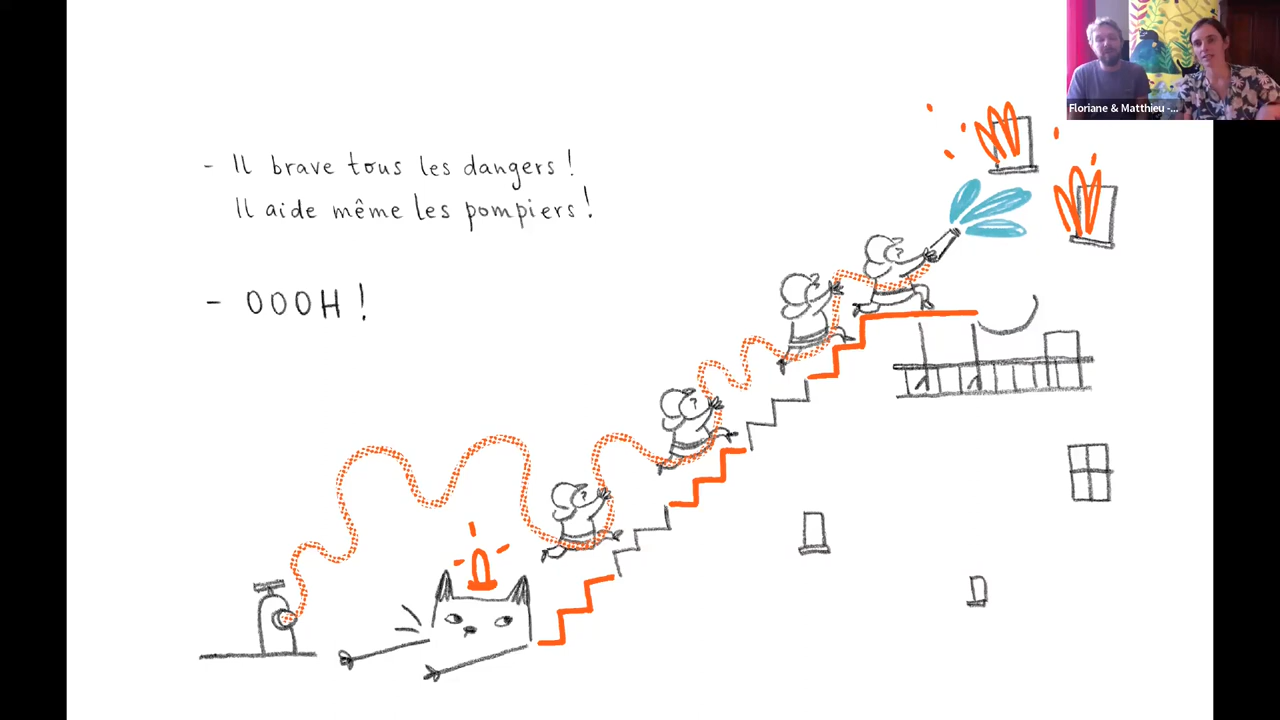 - Il brave tous les dangers !
Il aide même les pompiers !
- OOOH !
Floriane & Matthieu -...